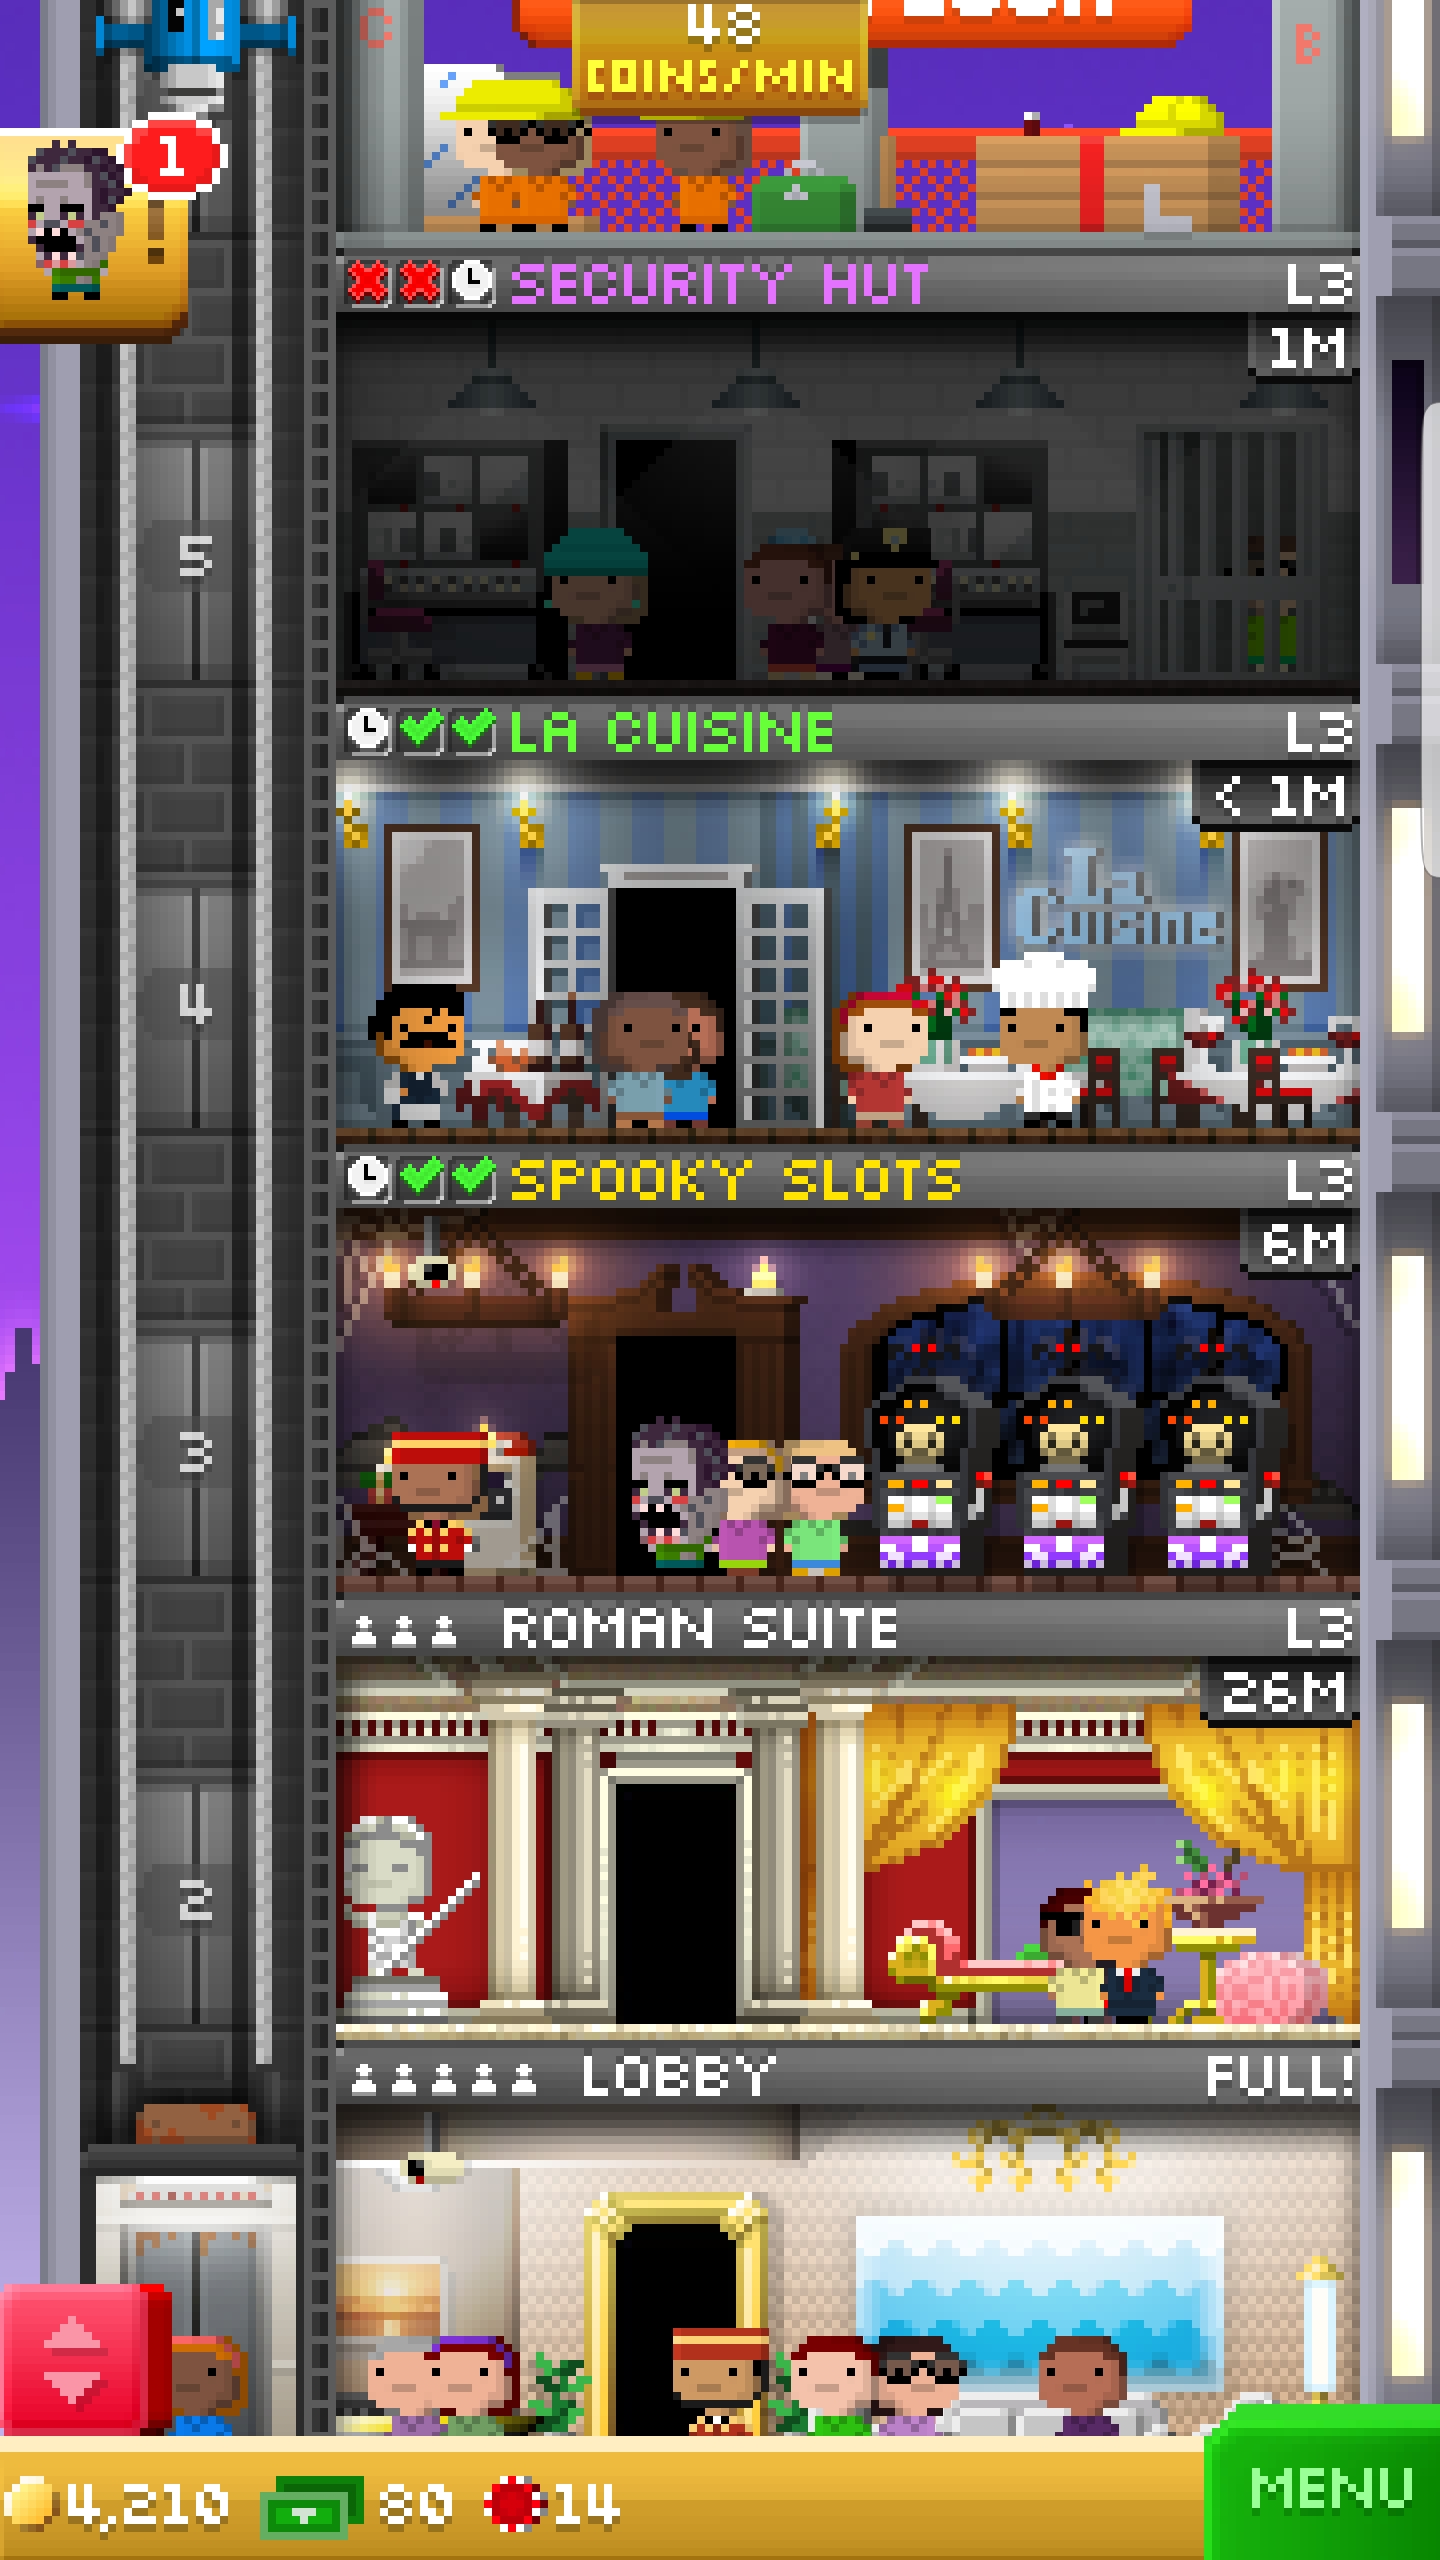 48
COINS/MIN
C
B
1
!
SECURITY HUT
L3
1M
5
LA CUISINE
L3
< 1M
La
Cuisine
4
SPOOKY SLOTS
L3
6M
3
ROMAN SUITE
L3
26M
2
LOBBY
FULL!
4,210
80
14
MENU